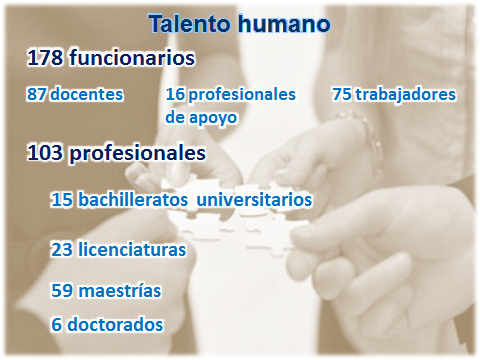 Talento humano
178 funcionarios
87 docentes
16 profesionales
de apoyo
75 trabajadores
103 profesionales
15 bachilleratos universitarios
23 licenciaturas
59 maestrías
6 doctorados